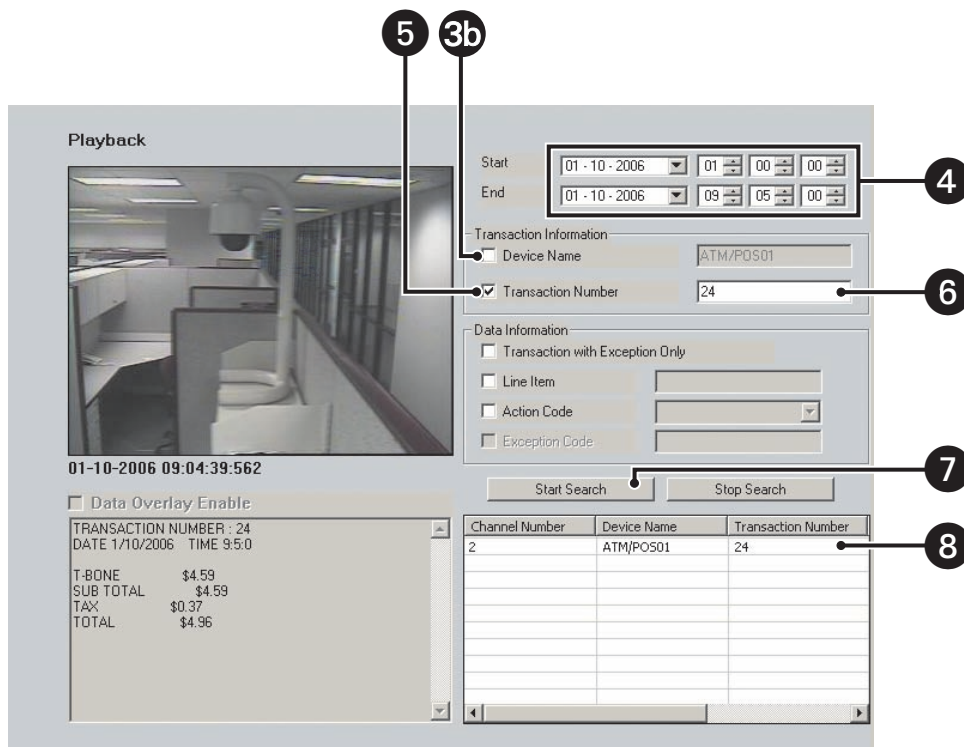 5 3b
Playback
Start 01 - 10 - 2006 01 00 00
End 01 - 10 - 2006 09 05 00
4
Transaction Information
Device Name ATM/POS01
Transaction Number 24
6
Data Information
Transaction with Exception Only
Line Item
Action Code
Exception Code
01-10-2006 09:04:39:562
7
Start Search Stop Search
Data Overlay Enable
TRANSACTION NUMBER : 24
DATE 1/10/2006 TIME 9:5:0
T-BONE $4.59
SUB TOTAL $4.59
TAX $0.37
TOTAL $4.96
Channel Number Device Name Transaction Number
2 ATM/POS01 24
8